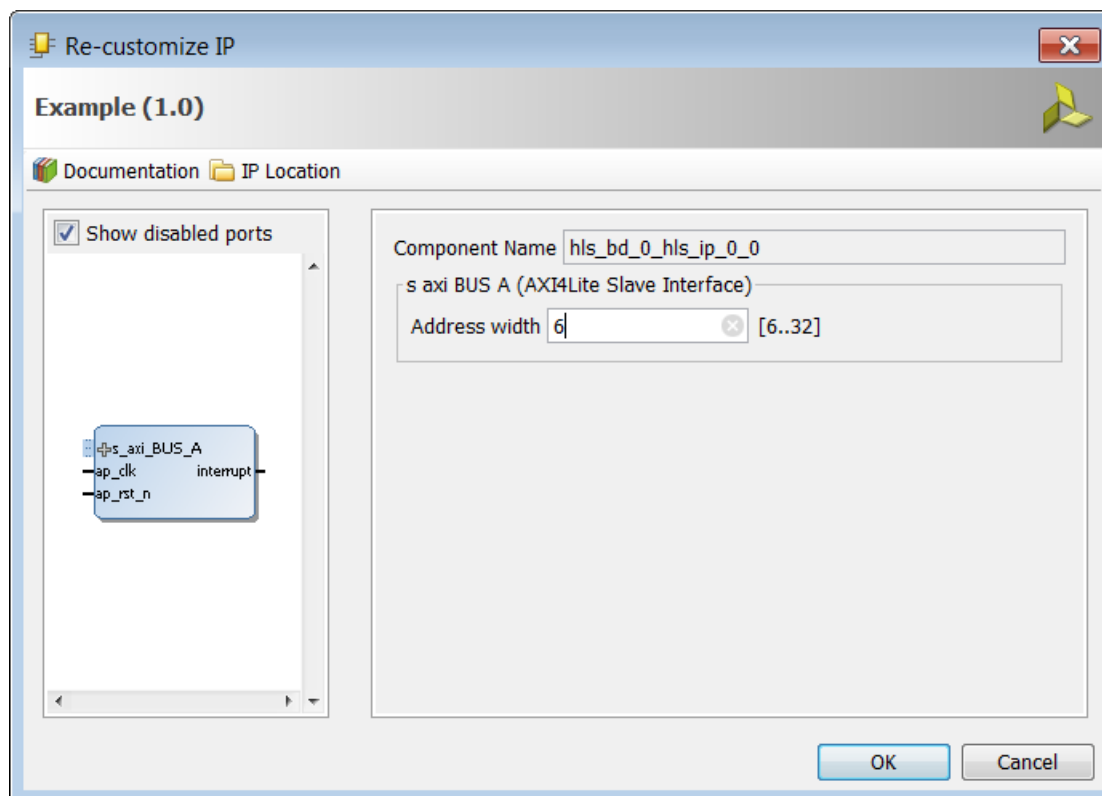 Re-customize IP
Example (1.0)
Documentation IP Location
Show disabled ports
s_axi_BUS_A
ap_clk interrupt
ap_rst_n
Component Name hls_bd_0_hls_ip_0_0
s axi BUS A (AXI4Lite Slave Interface)
Address width 6 [6..32]
OK Cancel